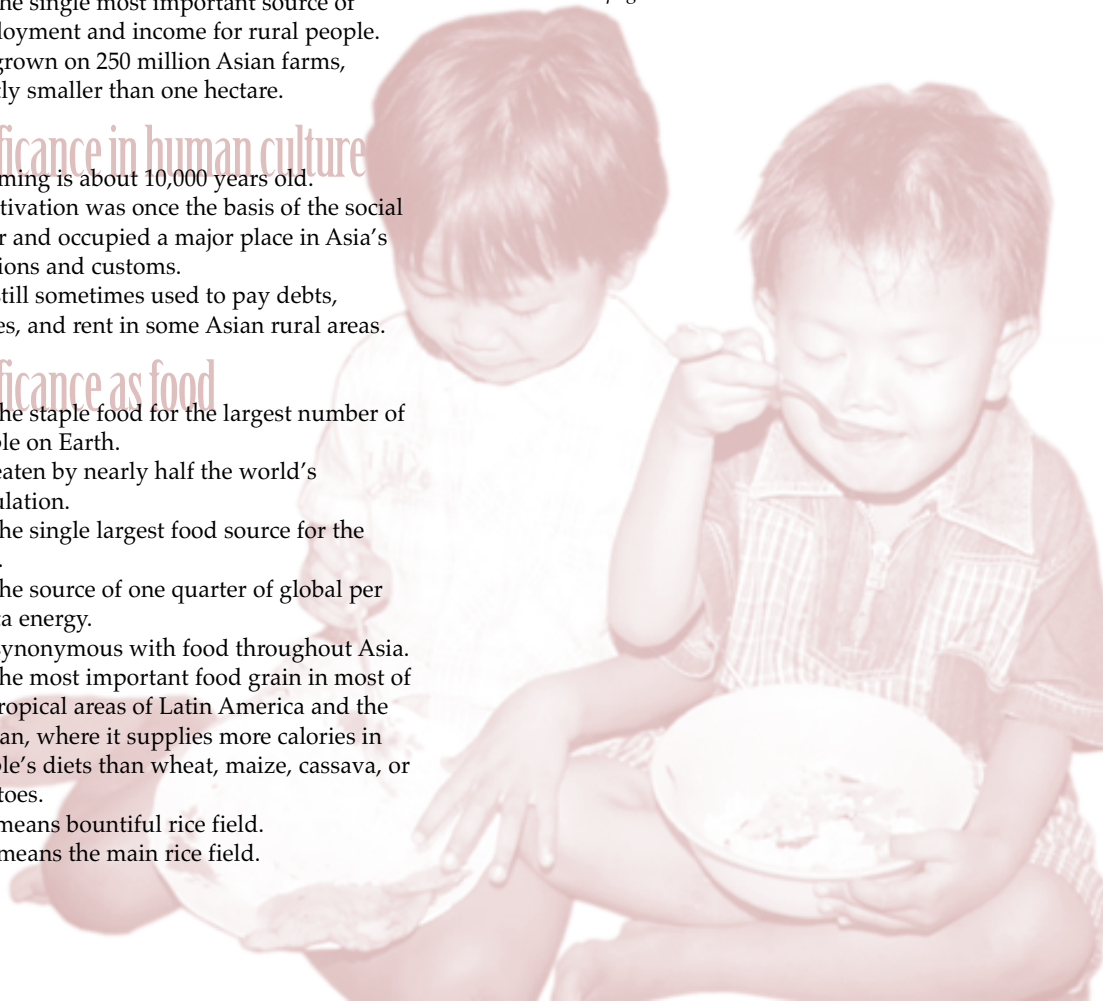 he single most important source of
loyment and income for rural people.
grown on 250 million Asian farms,
tly smaller than one hectare.
ficance in human culture
ming is about 10,000 years old.
tivation was once the basis of the social
r and occupied a major place in Asia’s
ions and customs.
still sometimes used to pay debts,
es, and rent in some Asian rural areas.
ficance as food
he staple food for the largest number of
ple on Earth.
eaten by nearly half the world’s
ulation.
he single largest food source for the
.
he source of one quarter of global per
ta energy.
synonymous with food throughout Asia.
he most important food grain in most of
ropical areas of Latin America and the
an, where it supplies more calories in
ple’s diets than wheat, maize, cassava, or
toes.
means bountiful rice field.
means the main rice field.